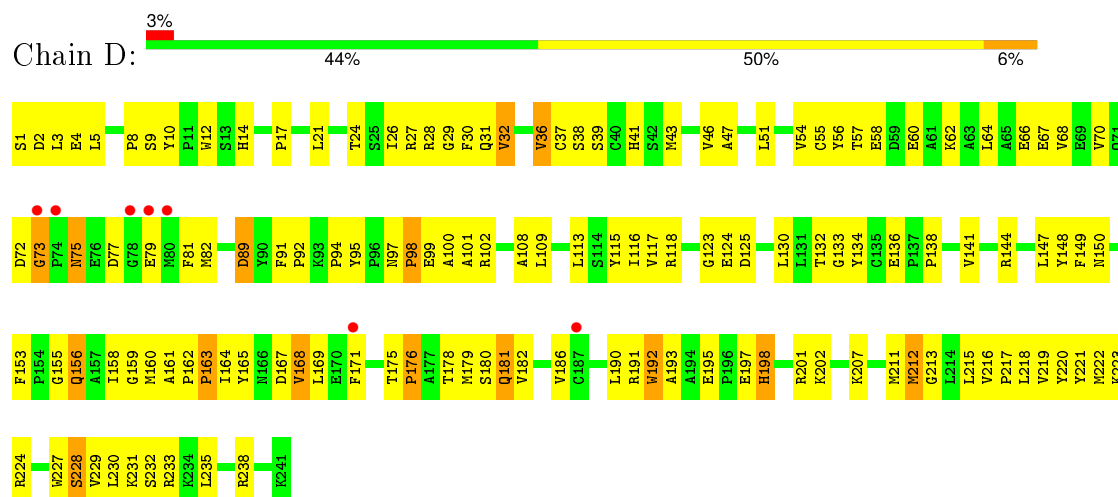 3%
Chain D:
44% 50% 6%
S1 D2 L3 E4 L5 P8 S9 Y10 P11 W12 S13 H14 P17 L21 T24 S25 I26 R27 R28 G29 F30 Q31 V32 V36 C37 S38 S39 C40 H41 S42 M43 V46 A47 L51 V54 C55 Y56 T57 E58 D59 E60 A61 K62 A63 L64 A65 E66 E67 V68 E69 V70
D72 G73 P74 N75 E76 D77 G78 E79 M80 F81 M82 D89 Y90 F91 P92 K93 P94 Y95 P96 N97 P98 E99 A100 A101 R102 A108 L109 L113 S114 Y115 I116 V117 R118 G123 E124 D125 L130 L131 T132 G133 Y134 C135 E136 P137 P138 V141 R144 L147 Y148 F149 N150
F153 P154 G155 Q156 A157 I158 G159 M160 A161 P162 P163 I164 Y165 N166 D167 V168 L169 E170 F171 T175 P176 A177 T178 M179 S180 Q181 V182 V186 C187 L190 R191 W192 A193 A194 E195 P196 E197 H198 R201 K202 K207 M211 M212 G213 L214 L215 V216 P217 L218 V219 Y220 Y221 M222 K223
R224 W227 S228 V229 L230 K231 S232 R233 K234 L235 R238 K241